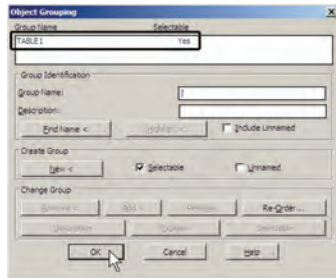 Object Grouping
Group Name Selectable
TABLE1 Yes
Group Identification
Group Name:
Description:
Find Name < Highlight < Include Unnamed
Create Group
New < Selectable Unnamed
Change Group
Remove < Add < Rename Re-Order...
Description Explode Selectable
OK Cancel Help